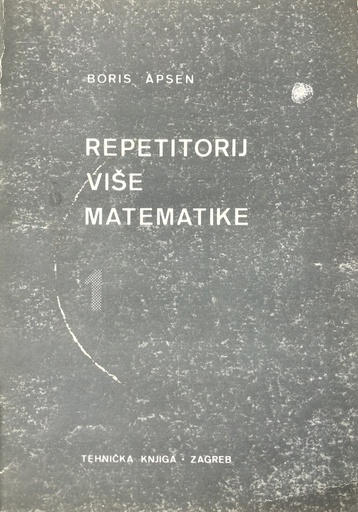 BORIS APSEN
REPETITORIJ
VIŠE
MATEMATIKE
1
TEHNIČKA KNJIGA · ZAGREB